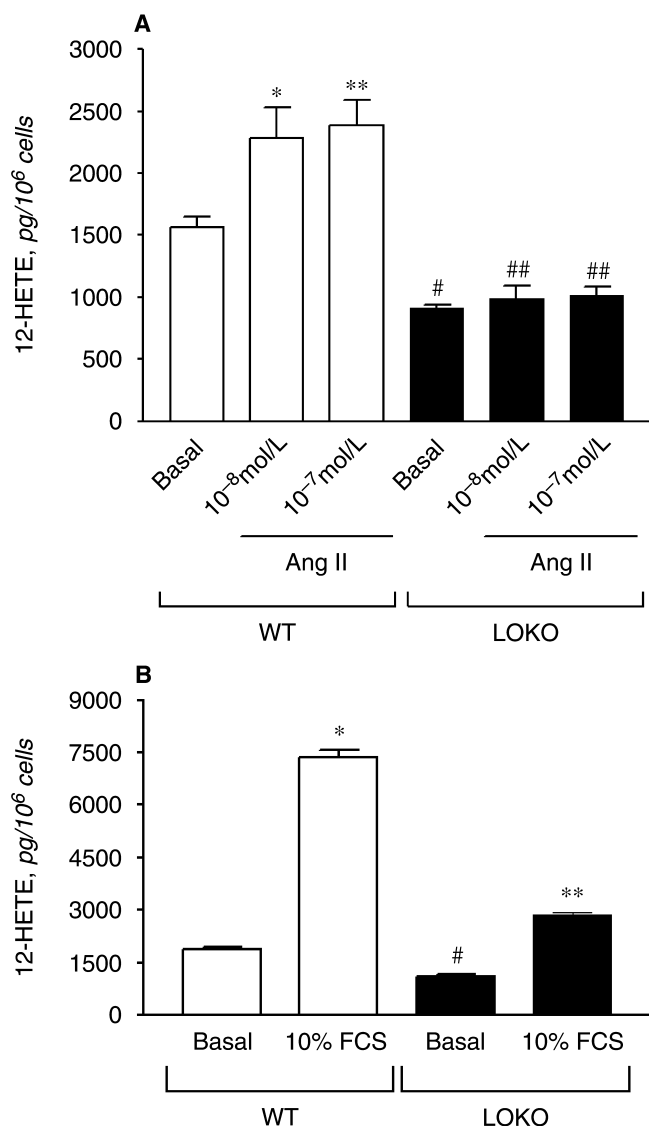 A
3000
2500
2000
1500
1000
500
0
12-HETE, pg/10⁶ cells
* ** # ## ##
Basal 10⁻⁸mol/L 10⁻⁷mol/L Basal 10⁻⁸mol/L 10⁻⁷mol/L
Ang II Ang II
WT LOKO
B
9000
7500
6000
4500
3000
1500
0
12-HETE, pg/10⁶ cells
* # **
Basal 10% FCS Basal 10% FCS
WT LOKO